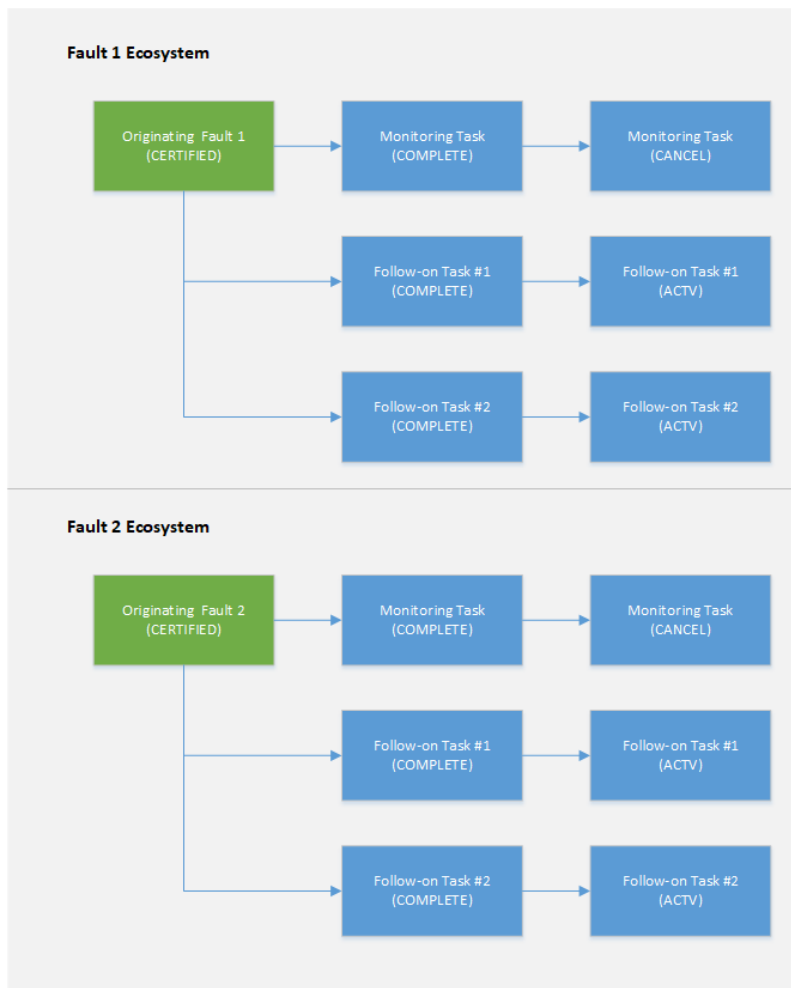 Fault 1 Ecosystem
Originating Fault 1
(CERTIFIED)
Monitoring Task
(COMPLETE)
Monitoring Task
(CANCEL)
Follow-on Task #1
(COMPLETE)
Follow-on Task #1
(ACTV)
Follow-on Task #2
(COMPLETE)
Follow-on Task #2
(ACTV)
Fault 2 Ecosystem
Originating Fault 2
(CERTIFIED)
Monitoring Task
(COMPLETE)
Monitoring Task
(CANCEL)
Follow-on Task #1
(COMPLETE)
Follow-on Task #1
(ACTV)
Follow-on Task #2
(COMPLETE)
Follow-on Task #2
(ACTV)